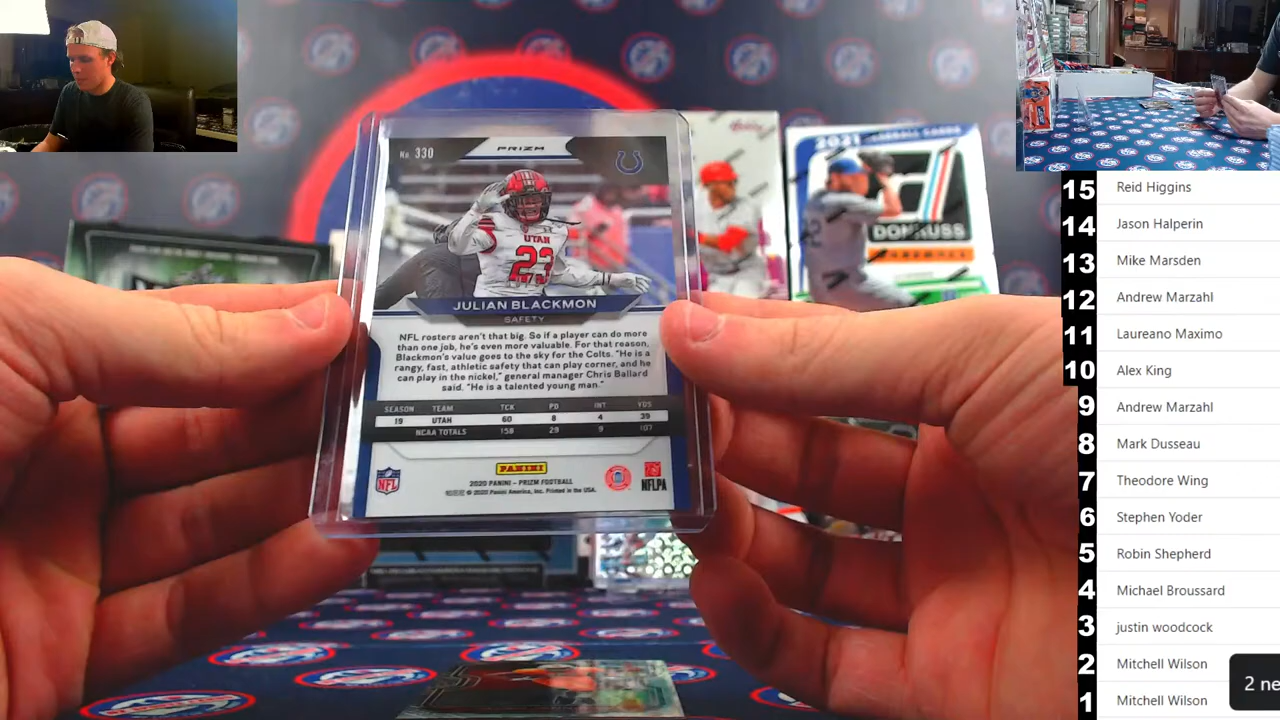 No. 330
PRIZM
UTAH
23
JULIAN BLACKMON
SAFETY
NFL rosters aren't that big. So if a player can do more
than one job, he's even more valuable. For that reason,
Blackmon's value goes to the sky for the Colts. "He is a
rangy, fast, athletic safety that can play corner, and he
can play in the nickel," general manager Chris Ballard
said. "He is a talented young man."
SEASON TEAM TCK PD INT YDS
19 UTAH 60 8 4 39
NCAA TOTALS 158 29 9 107
PANINI
2020 PANINI - PRIZM FOOTBALL
© 2020 Panini America, Inc. Printed in the USA.
NFL
NFLPA
2021
DONRUSS
15 Reid Higgins
14 Jason Halperin
13 Mike Marsden
12 Andrew Marzahl
11 Laureano Maximo
10 Alex King
9 Andrew Marzahl
8 Mark Dusseau
7 Theodore Wing
6 Stephen Yoder
5 Robin Shepherd
4 Michael Broussard
3 justin woodcock
2 Mitchell Wilson
1 Mitchell Wilson
2 ne